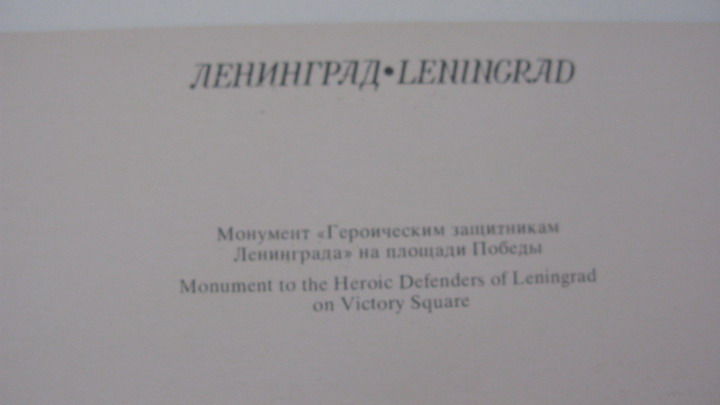 ЛЕНИНГРАД•LENINGRAD
Монумент «Героическим защитникам
Ленинграда» на площади Победы
Monument to the Heroic Defenders of Leningrad
on Victory Square